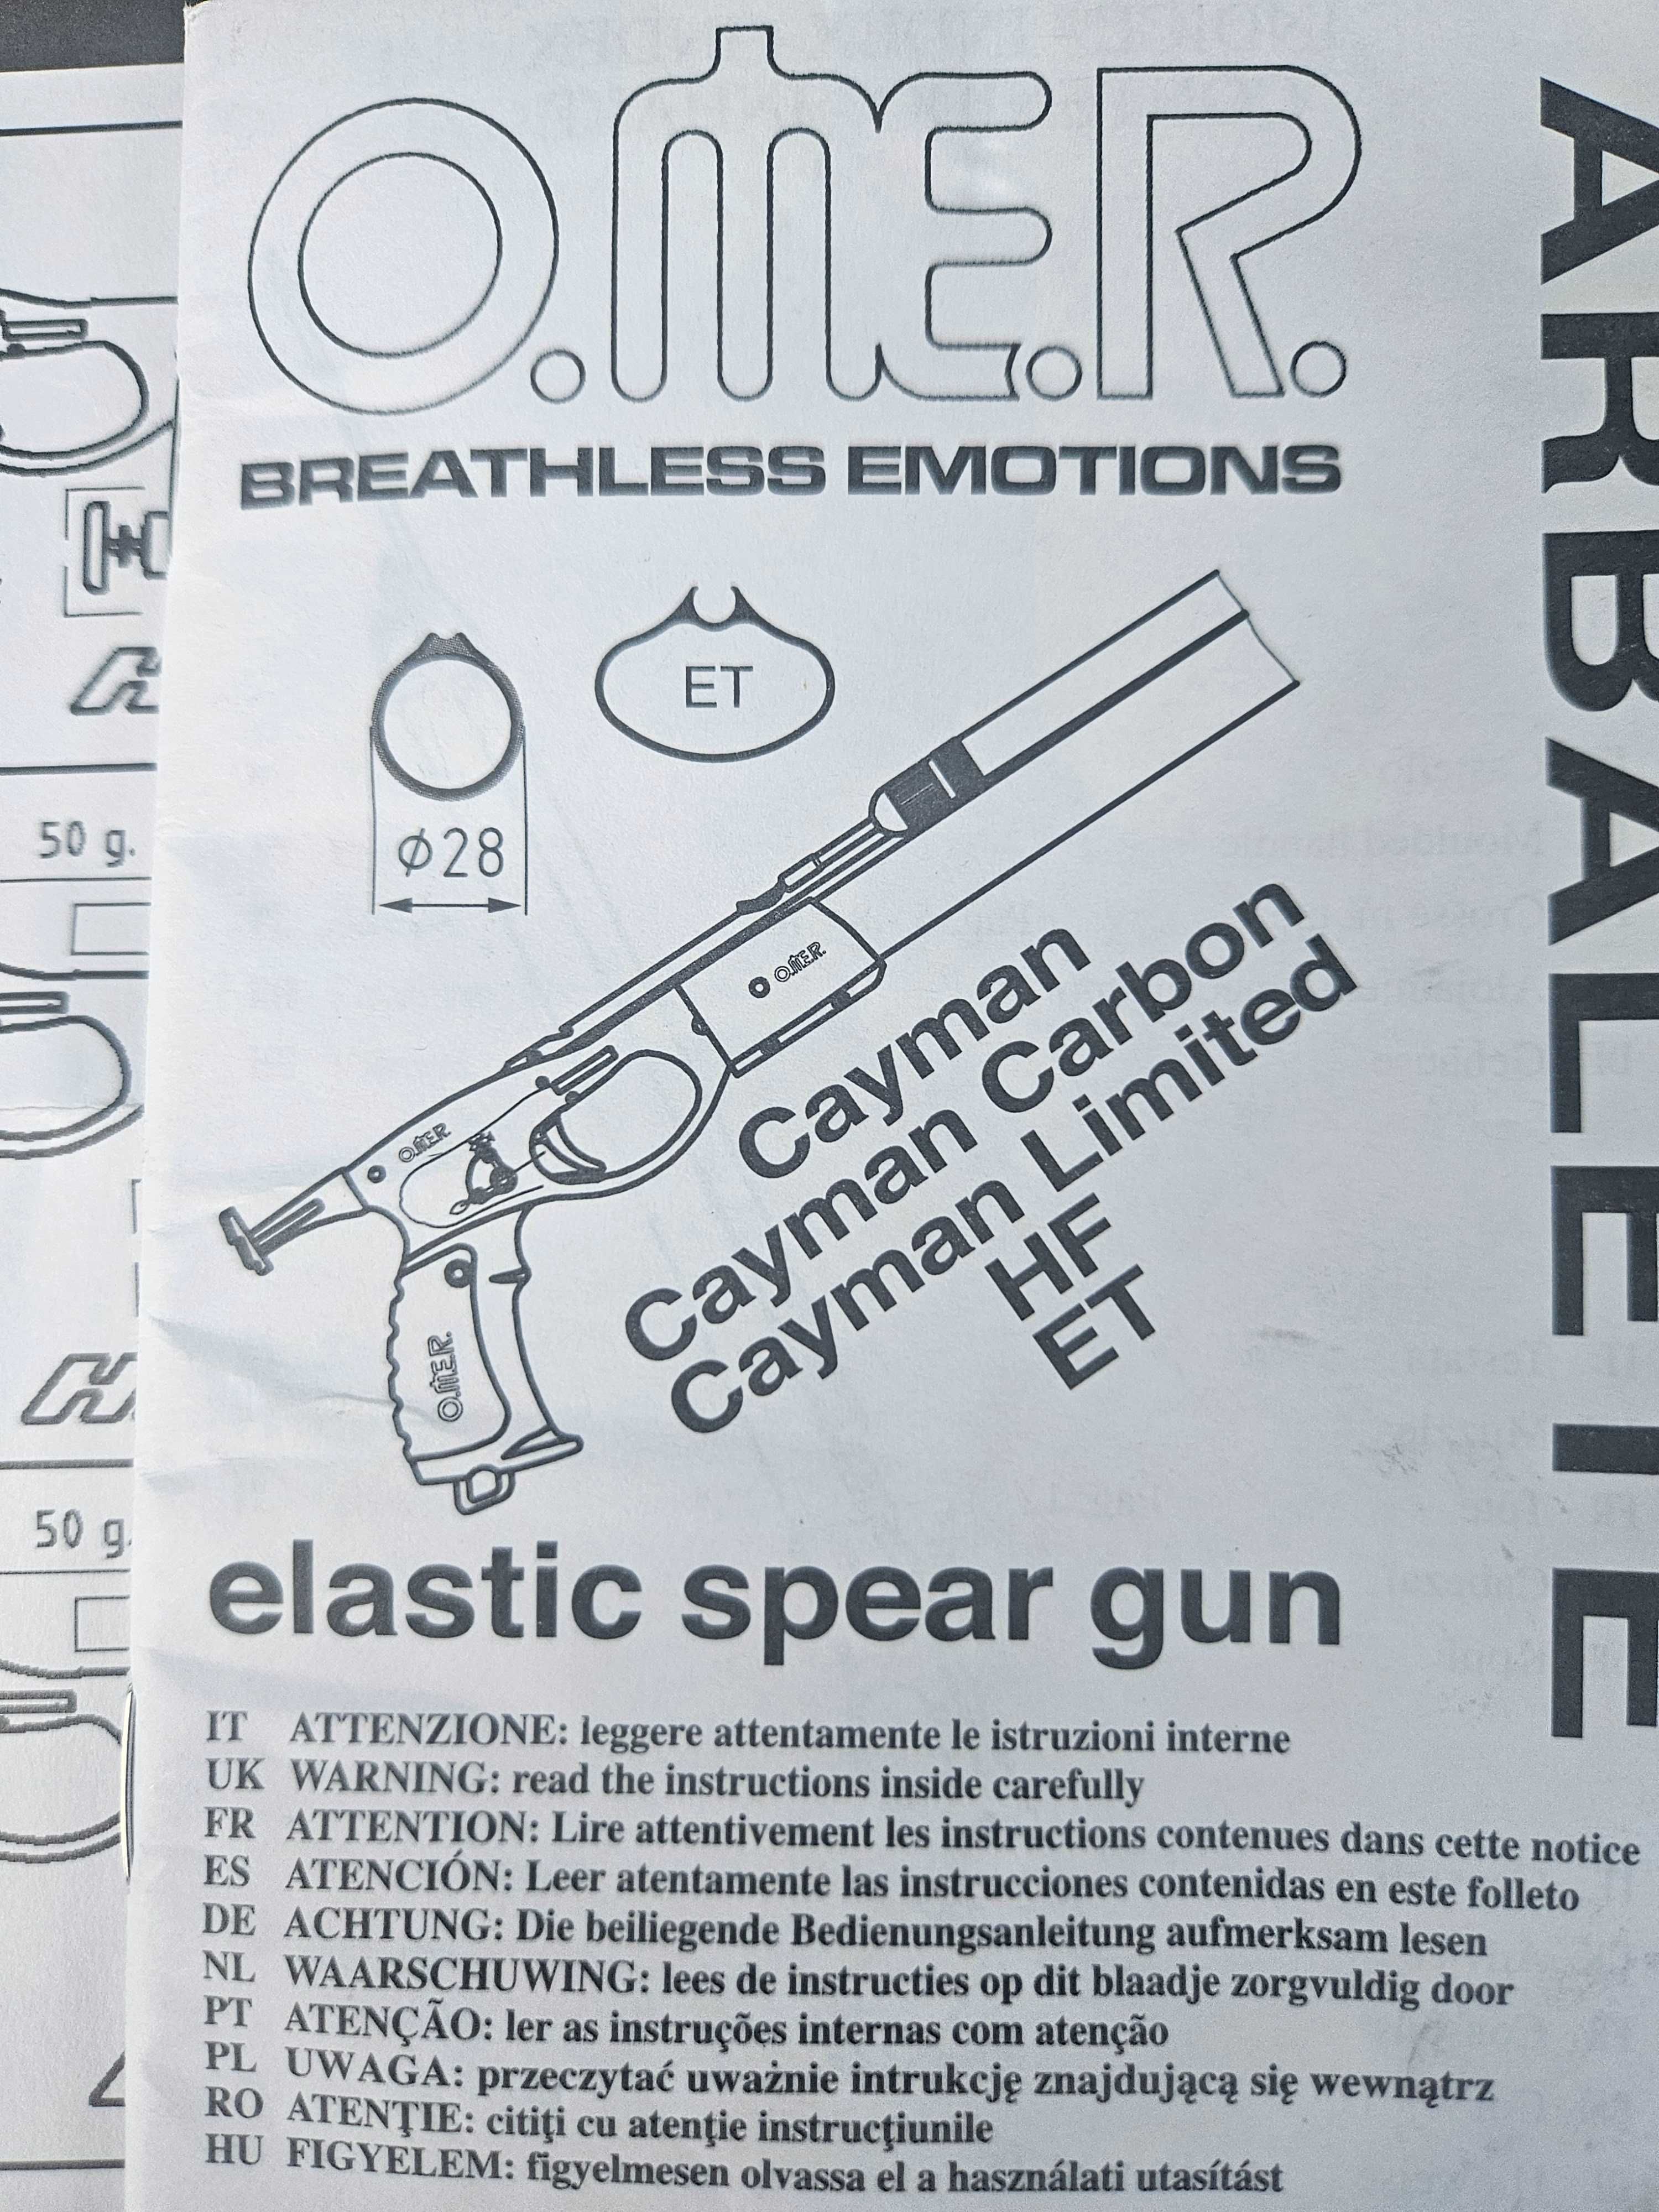 O.M.E.R.
BREATHLESS EMOTIONS
ET
ø28
O.M.E.R.
O.M.E.R.
O.M.E.R.
Cayman
Cayman Carbon
Cayman Limited
HF
ET
elastic spear gun
IT ATTENZIONE: leggere attentamente le istruzioni interne
UK WARNING: read the instructions inside carefully
FR ATTENTION: Lire attentivement les instructions contenues dans cette notice
ES ATENCIÓN: Leer atentamente las instrucciones contenidas en este folleto
DE ACHTUNG: Die beiliegende Bedienungsanleitung aufmerksam lesen
NL WAARSCHUWING: lees de instructies op dit blaadje zorgvuldig door
PT ATENÇÃO: ler as instruções internas com atenção
PL UWAGA: przeczytać uważnie intrukcję znajdującą się wewnątrz
RO ATENŢIE: citiţi cu atenţie instrucţiunile
HU FIGYELEM: figyelmesen olvassa el a használati utasítást
ARBALETE
50 g.
50 g.